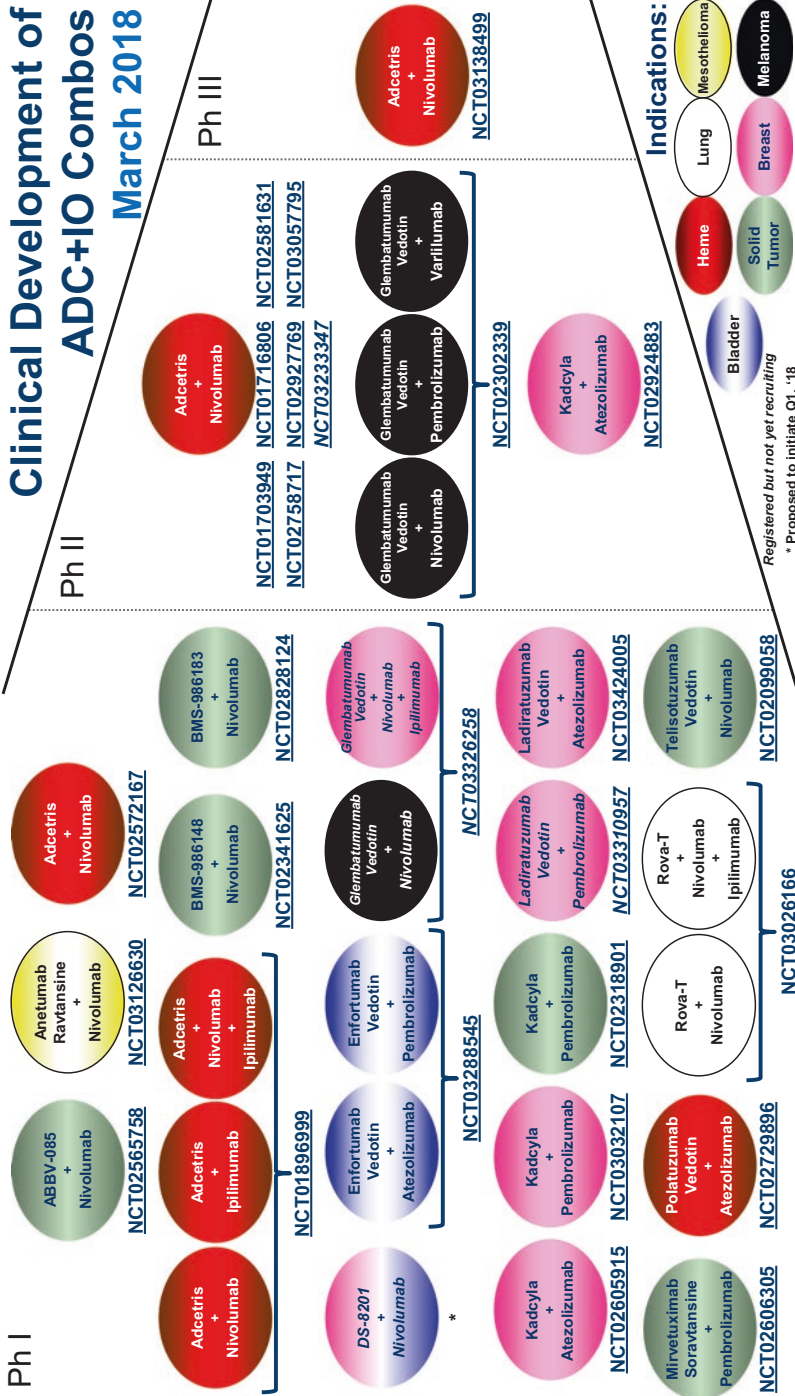 Clinical Development of
ADC+IO Combos
March 2018
Ph I
ABBV-085
+
Nivolumab
NCT02565758
Anetumab
Ravtansine
+
Nivolumab
NCT03126630
Adcetris
+
Nivolumab
NCT02572167
Adcetris
+
Nivolumab
Adcetris
+
Ipilimumab
Adcetris
+
Nivolumab
+
Ipilimumab
NCT01896999
BMS-986148
+
Nivolumab
NCT02341625
BMS-986183
+
Nivolumab
NCT02828124
DS-8201
+
Nivolumab
*
Enfortumab
Vedotin
+
Atezolizumab
Enfortumab
Vedotin
+
Pembrolizumab
NCT03288545
Glembatumumab
Vedotin
+
Nivolumab
Glembatumumab
Vedotin
+
Nivolumab
+
Ipilimumab
NCT03326258
Kadcyla
+
Atezolizumab
NCT02605915
Kadcyla
+
Pembrolizumab
NCT03032107
Kadcyla
+
Pembrolizumab
NCT02318901
Ladiratuzumab
Vedotin
+
Pembrolizumab
NCT03310957
Ladiratuzumab
Vedotin
+
Atezolizumab
NCT03424005
Mirvetuximab
Soravtansine
+
Pembrolizumab
NCT02606305
Polatuzumab
Vedotin
+
Atezolizumab
NCT02729896
Rova-T
+
Nivolumab
Rova-T
+
Nivolumab
+
Ipilimumab
NCT03026166
Telisotuzumab
Vedotin
+
Nivolumab
NCT02099058
Ph II
Adcetris
+
Nivolumab
NCT01703949 NCT01716806 NCT02581631
NCT02758717 NCT02927769 NCT03057795
NCT03233347
Glembatumumab
Vedotin
+
Nivolumab
Glembatumumab
Vedotin
+
Pembrolizumab
Glembatumumab
Vedotin
+
Varlilumab
NCT02302339
Kadcyla
+
Atezolizumab
NCT02924883
Ph III
Adcetris
+
Nivolumab
NCT03138499
Indications:
Heme
Lung
Mesothelioma
Bladder
Solid
Tumor
Breast
Melanoma
Registered but not yet recruiting
* Proposed to initiate Q1, '18